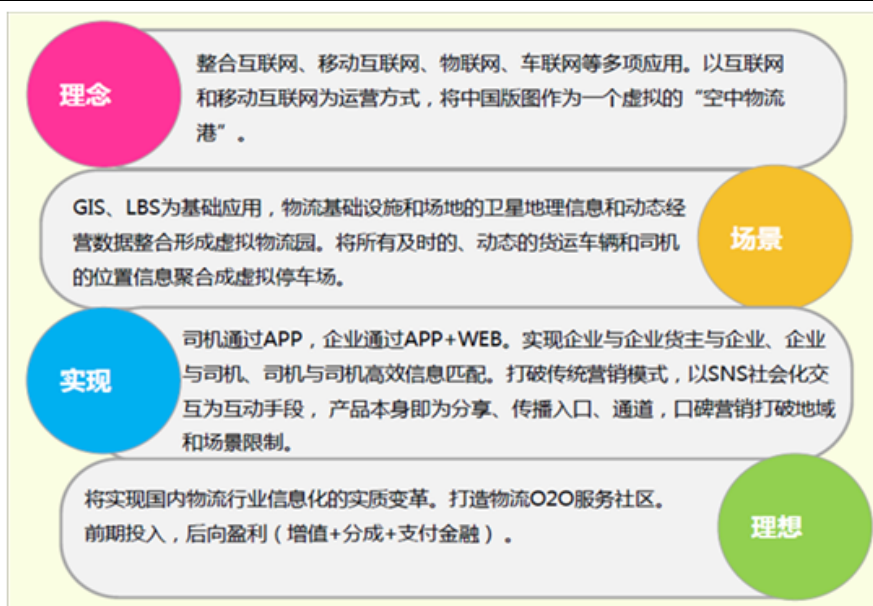 理念
整合互联网、移动互联网、物联网、车联网等多项应用。以互联网
和移动互联网为运营方式，将中国版图作为一个虚拟的“空中物流
港”。
GIS、LBS为基础应用，物流基础设施和场地的卫星地理信息和动态经
营数据整合形成虚拟物流园。将所有及时的、动态的货运车辆和司机
的位置信息聚合成虚拟停车场。
场景
实现
司机通过APP，企业通过APP+WEB。实现企业与企业货主与企业、企业
与司机、司机与司机高效信息匹配。打破传统营销模式，以SNS社会化交
互为互动手段， 产品本身即为分享、传播入口、通道，口碑营销打破地域
和场景限制。
将实现国内物流行业信息化的实质变革。打造物流O2O服务社区。
前期投入，后向盈利（增值+分成+支付金融）。
理想